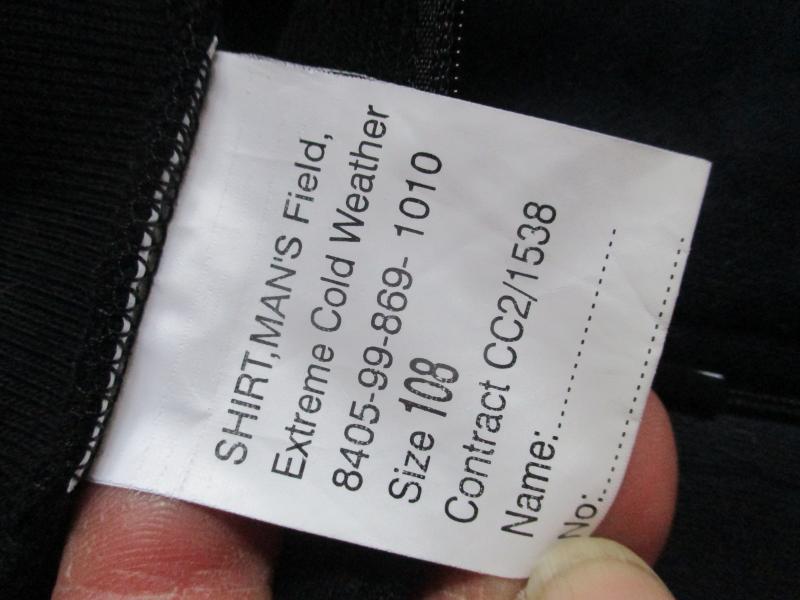 SHIRT,MAN'S Field,
Extreme Cold Weather
8405-99-869- 1010
Size 108
Contract CC2/1538
Name:......................
No:..........................